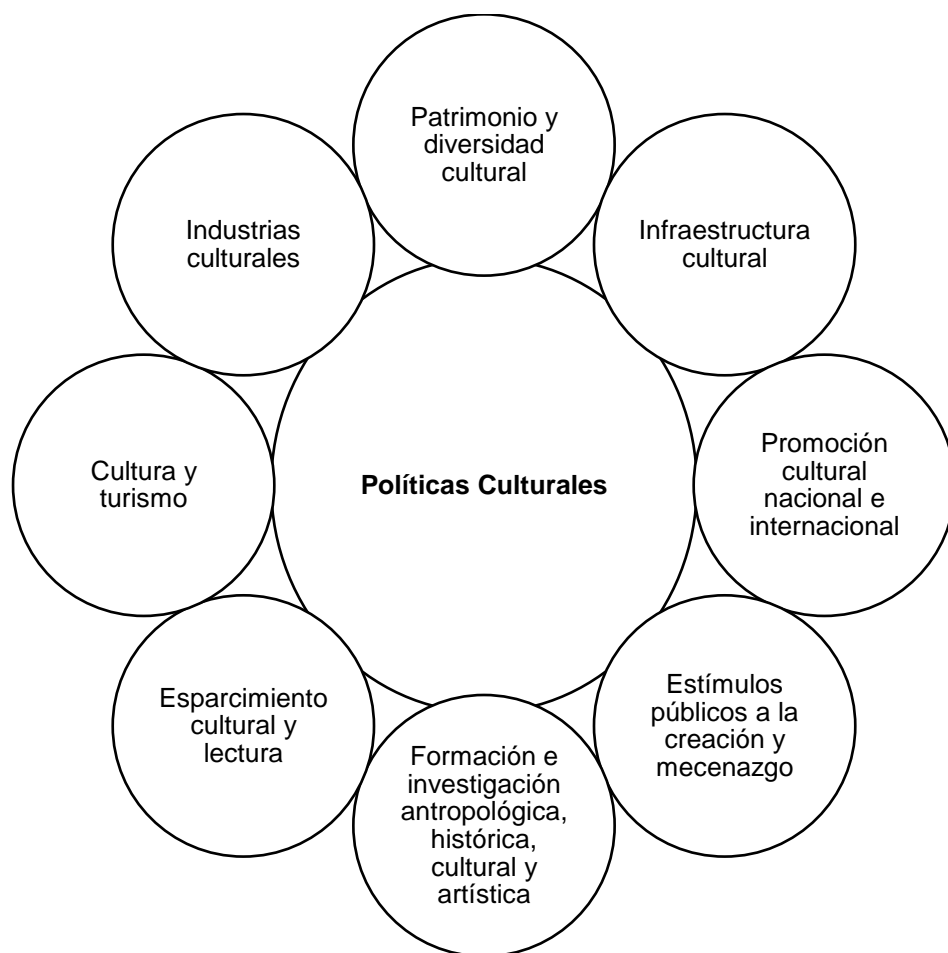 Patrimonio y
diversidad
cultural
Infraestructura
cultural
Promoción
cultural
nacional e
internacional
Estímulos
públicos a la
creación y
mecenazgo
Formación e
investigación
antropológica,
histórica,
cultural y
artística
Esparcimiento
cultural y
lectura
Cultura y
turismo
Industrias
culturales
Políticas Culturales